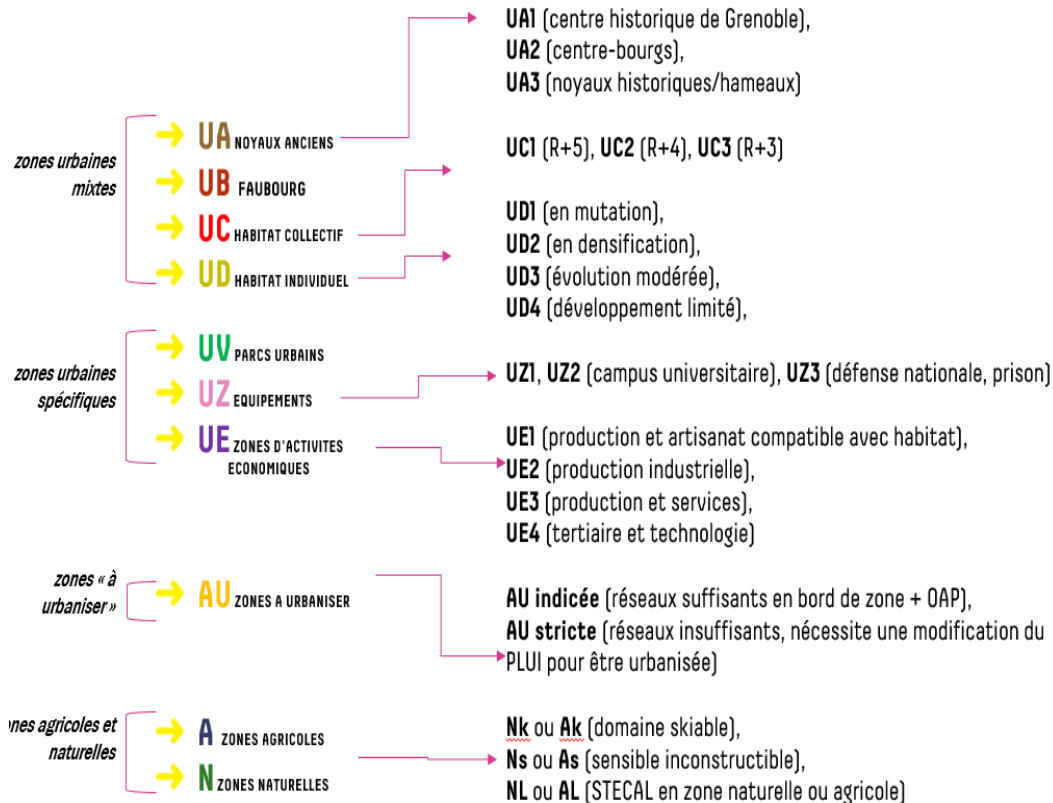 zones urbaines
mixtes
UA NOYAUX ANCIENS
UB FAUBOURG
UC HABITAT COLLECTIF
UD HABITAT INDIVIDUEL
UA1 (centre historique de Grenoble),
UA2 (centre-bourgs),
UA3 (noyaux historiques/hameaux)
UC1 (R+5), UC2 (R+4), UC3 (R+3)
UD1 (en mutation),
UD2 (en densification),
UD3 (évolution modérée),
UD4 (développement limité),
zones urbaines
spécifiques
UV PARCS URBAINS
UZ EQUIPEMENTS
UE ZONES D'ACTIVITES
ECONOMIQUES
UZ1, UZ2 (campus universitaire), UZ3 (défense nationale, prison)
UE1 (production et artisanat compatible avec habitat),
UE2 (production industrielle),
UE3 (production et services),
UE4 (tertiaire et technologie)
zones « à
urbaniser »
AU ZONES A URBANISER
AU indicée (réseaux suffisants en bord de zone + OAP),
AU stricte (réseaux insuffisants, nécessite une modification du
PLUI pour être urbanisée)
nes agricoles et
naturelles
A ZONES AGRICOLES
N ZONES NATURELLES
Nk ou Ak (domaine skiable),
Ns ou As (sensible inconstructible),
NL ou AL (STECAL en zone naturelle ou agricole)